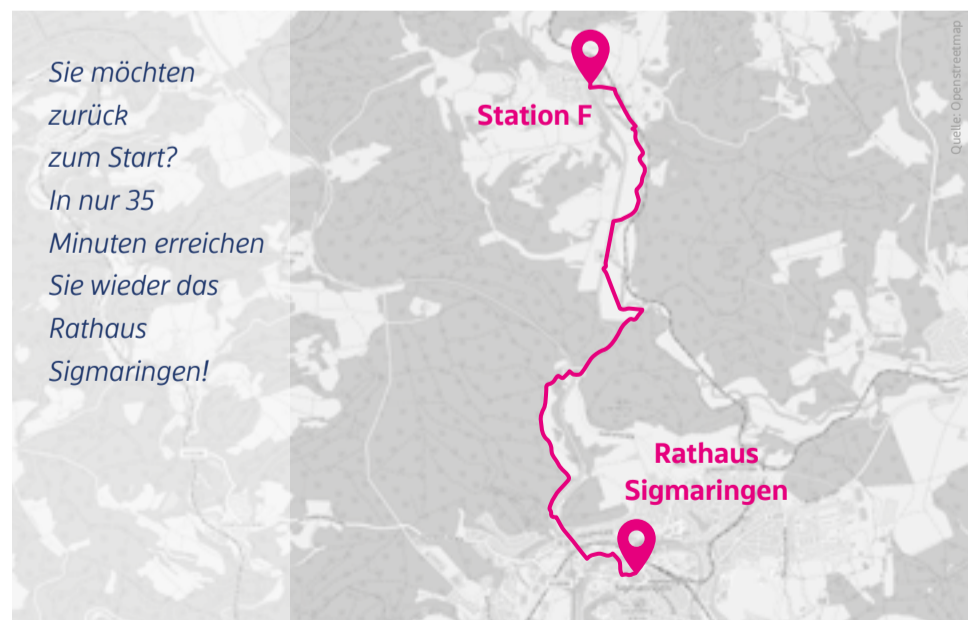 Sie möchten
zurück
zum Start?
In nur 35
Minuten erreichen
Sie wieder das
Rathaus
Sigmaringen!
Station F
Rathaus
Sigmaringen
Quelle: Openstreetmap